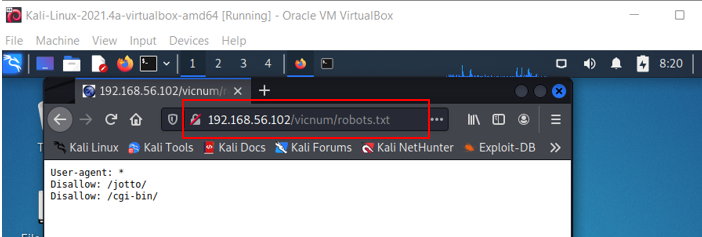 Kali-Linux-2021.4a-virtualbox-amd64 [Running] - Oracle VM VirtualBox
File Machine View Input Devices Help
1 2 3 4 8:20
192.168.56.102/vicnum/r
192.168.56.102/vicnum/robots.txt
Kali Linux Kali Tools Kali Docs Kali Forums Kali NetHunter Exploit-DB
User-agent: *
Disallow: /jotto/
Disallow: /cgi-bin/